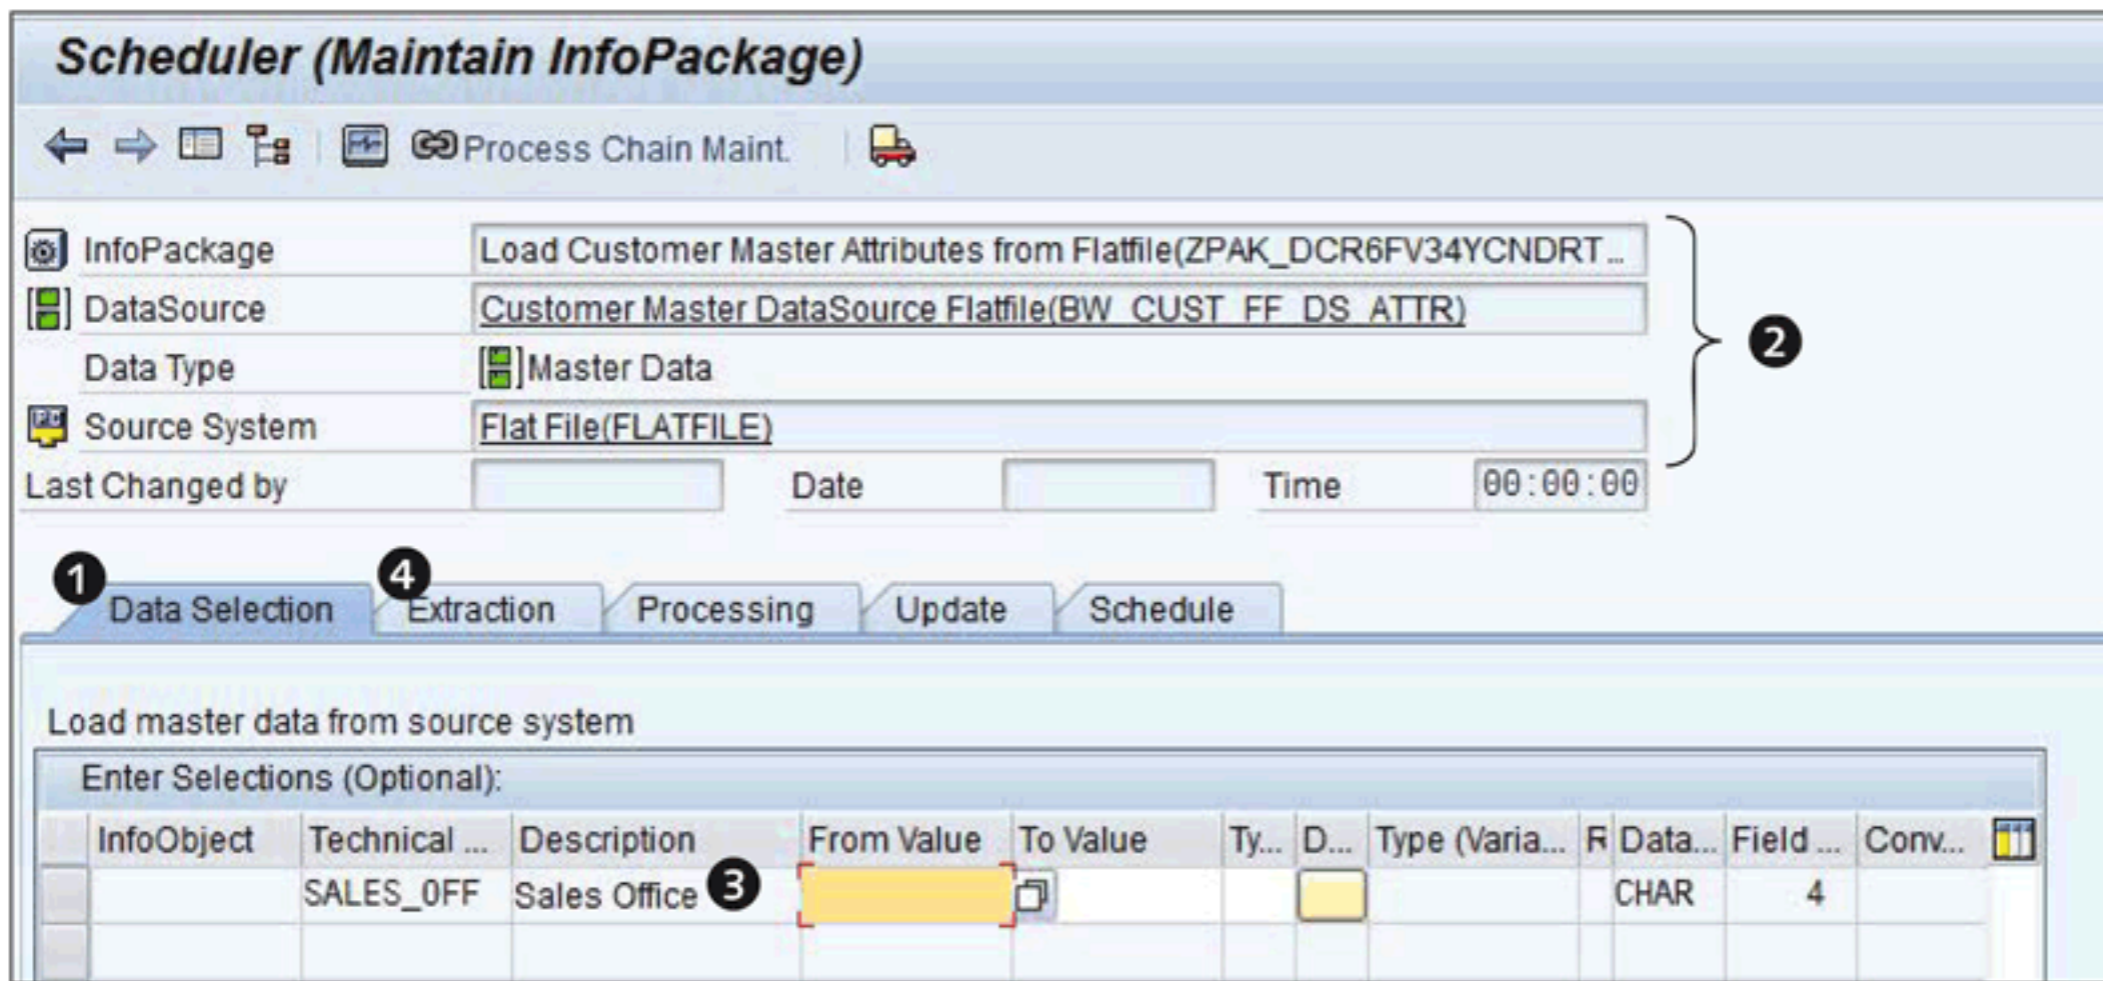 Scheduler (Maintain InfoPackage)
Process Chain Maint.
InfoPackage Load Customer Master Attributes from Flatfile(ZPAK_DCR6FV34YCNDRT...
DataSource Customer Master DataSource Flatfile(BW_CUST_FF_DS_ATTR)
Data Type Master Data
2
Source System Flat File(FLATFILE)
Last Changed by Date Time 00:00:00
1 Data Selection 4 Extraction Processing Update Schedule
Load master data from source system
Enter Selections (Optional):
InfoObject Technical ... Description From Value To Value Ty... D... Type (Varia... R Data... Field ... Conv...
SALES_OFF Sales Office 3 CHAR 4